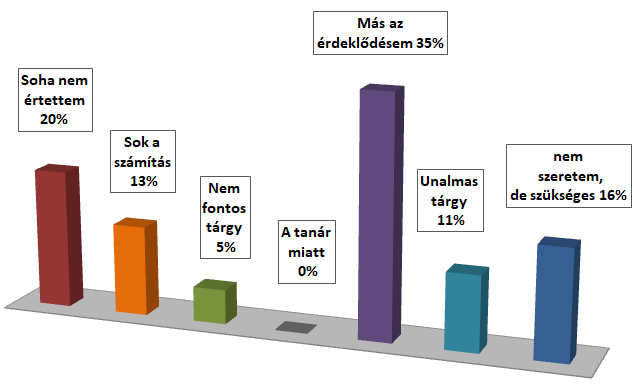 Soha nem
értettem
20%
Sok a
számítás
13%
Nem
fontos
tárgy
5%
A tanár
miatt
0%
Más az
érdeklődésem 35%
Unalmas
tárgy
11%
nem
szeretem,
de szükséges 16%